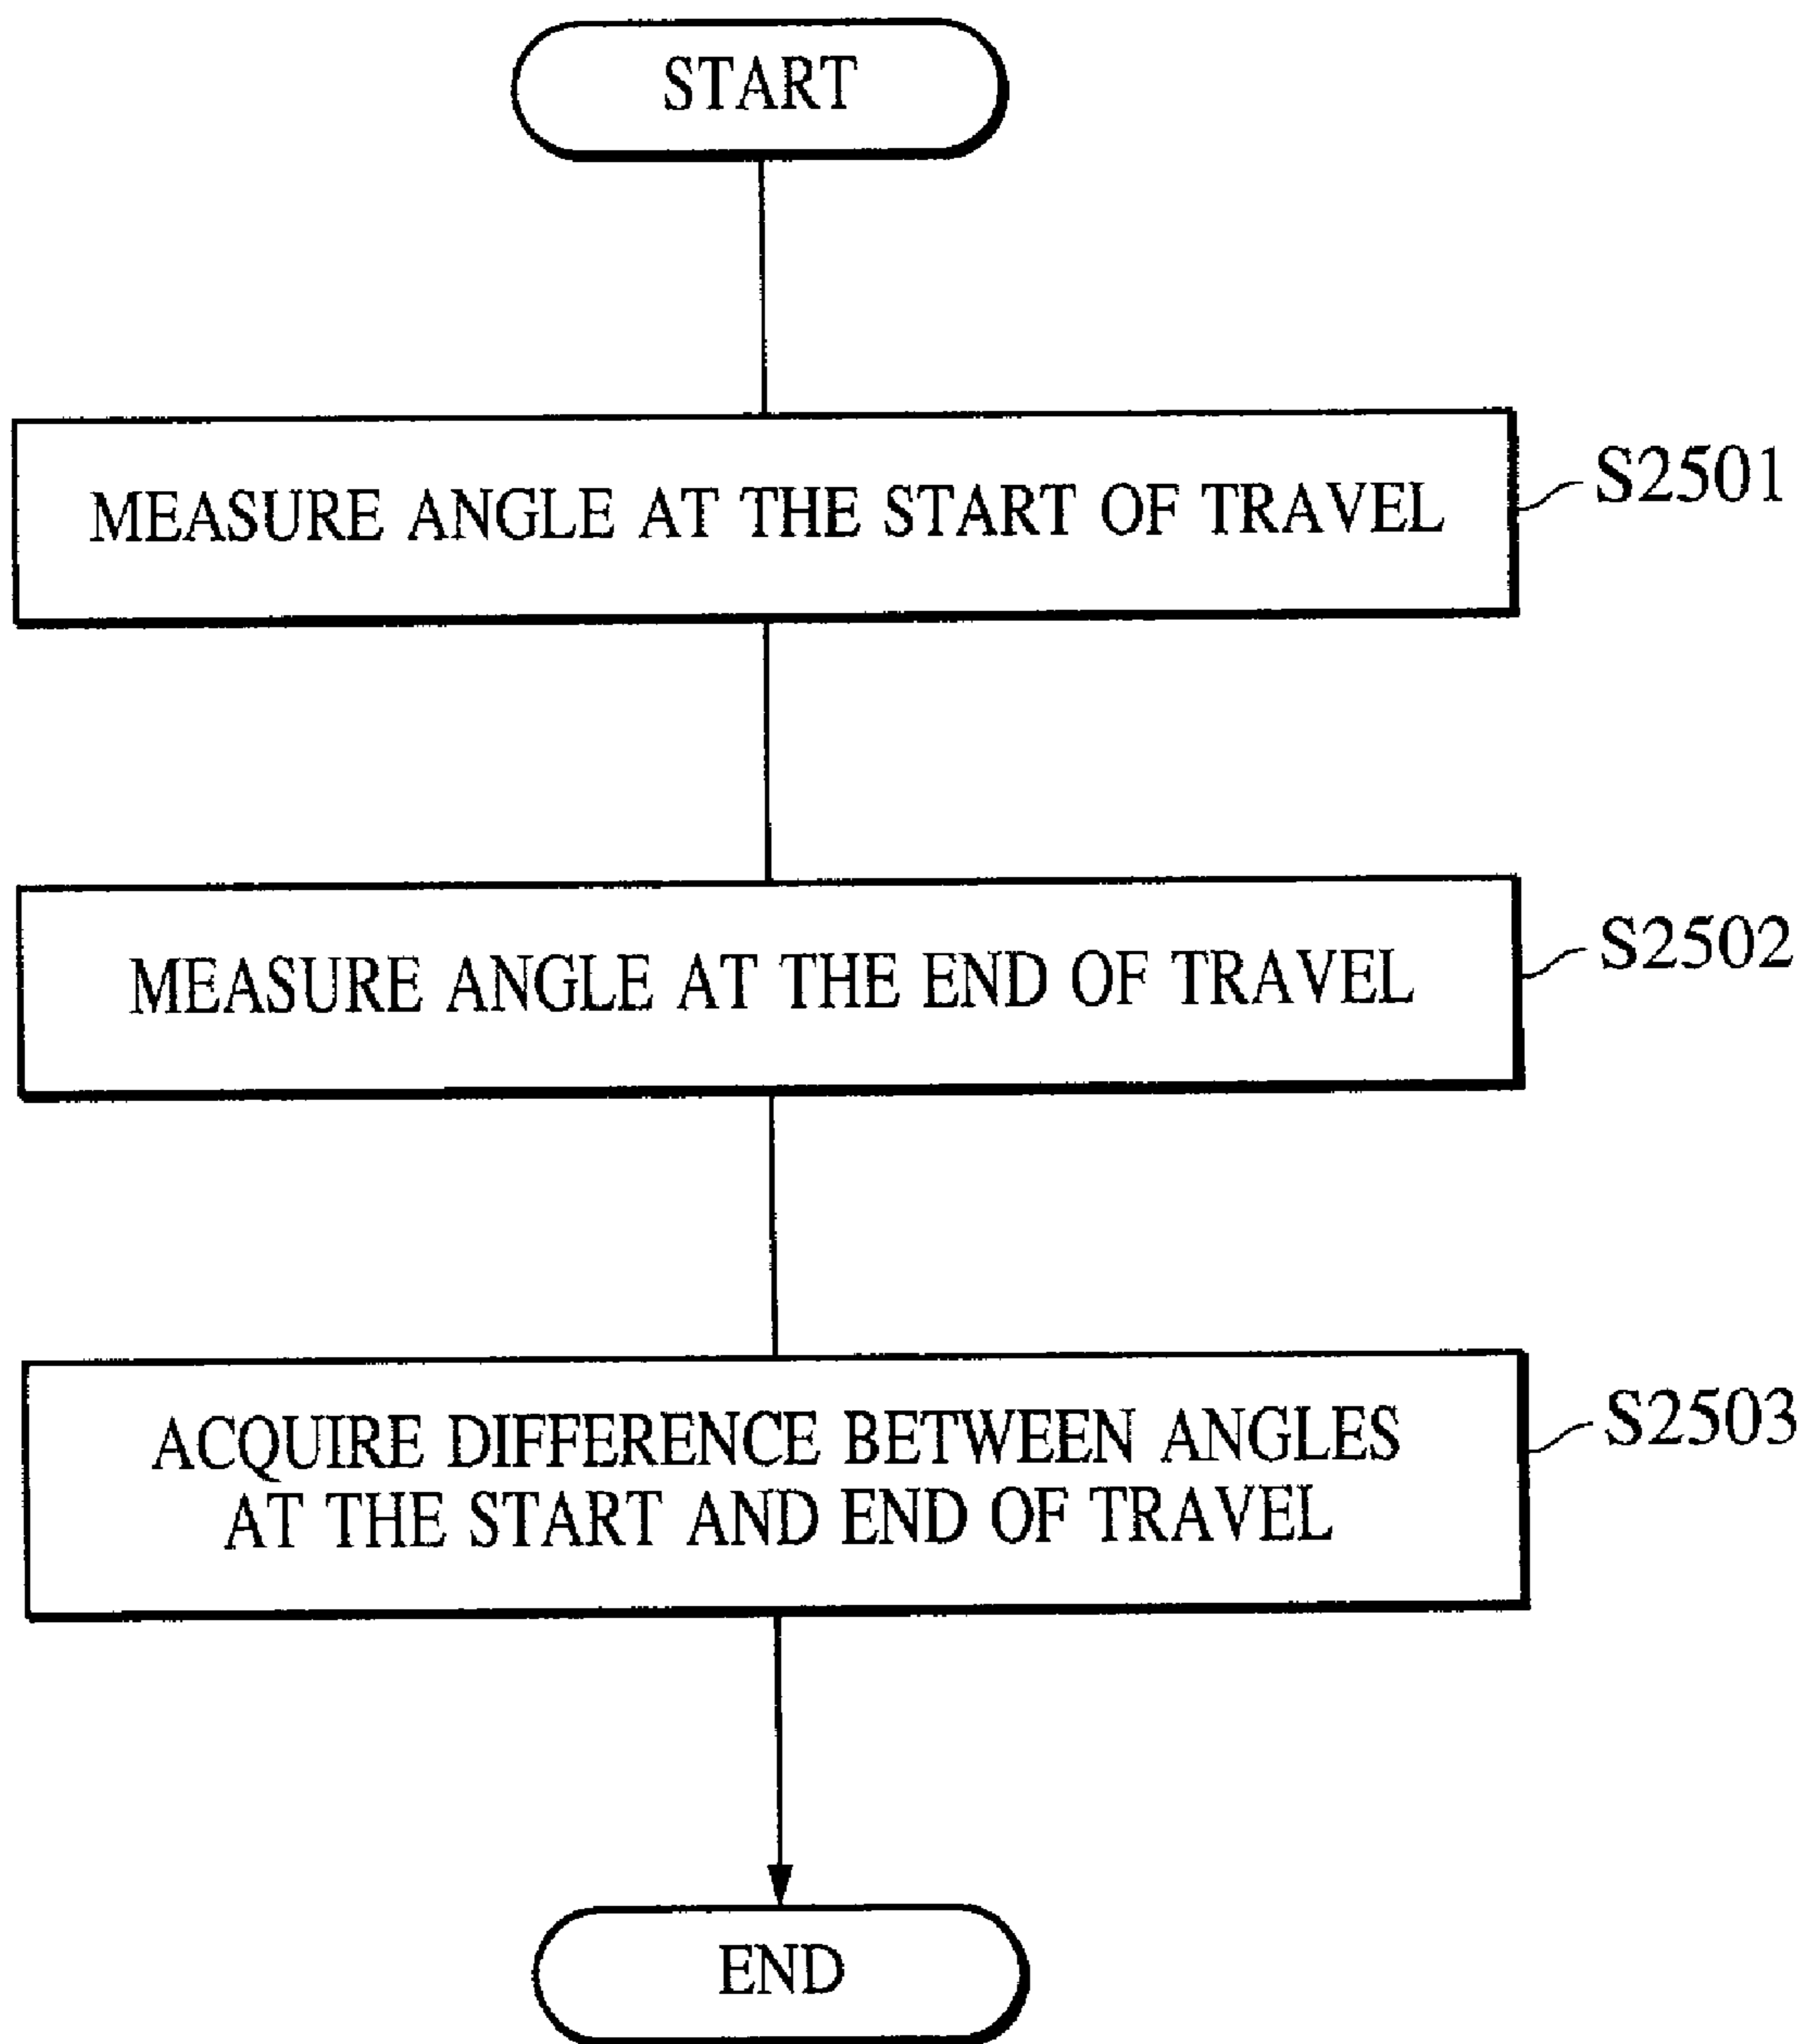 START
MEASURE ANGLE AT THE START OF TRAVEL
S2501
MEASURE ANGLE AT THE END OF TRAVEL
S2502
ACQUIRE DIFFERENCE BETWEEN ANGLES
AT THE START AND END OF TRAVEL
S2503
END